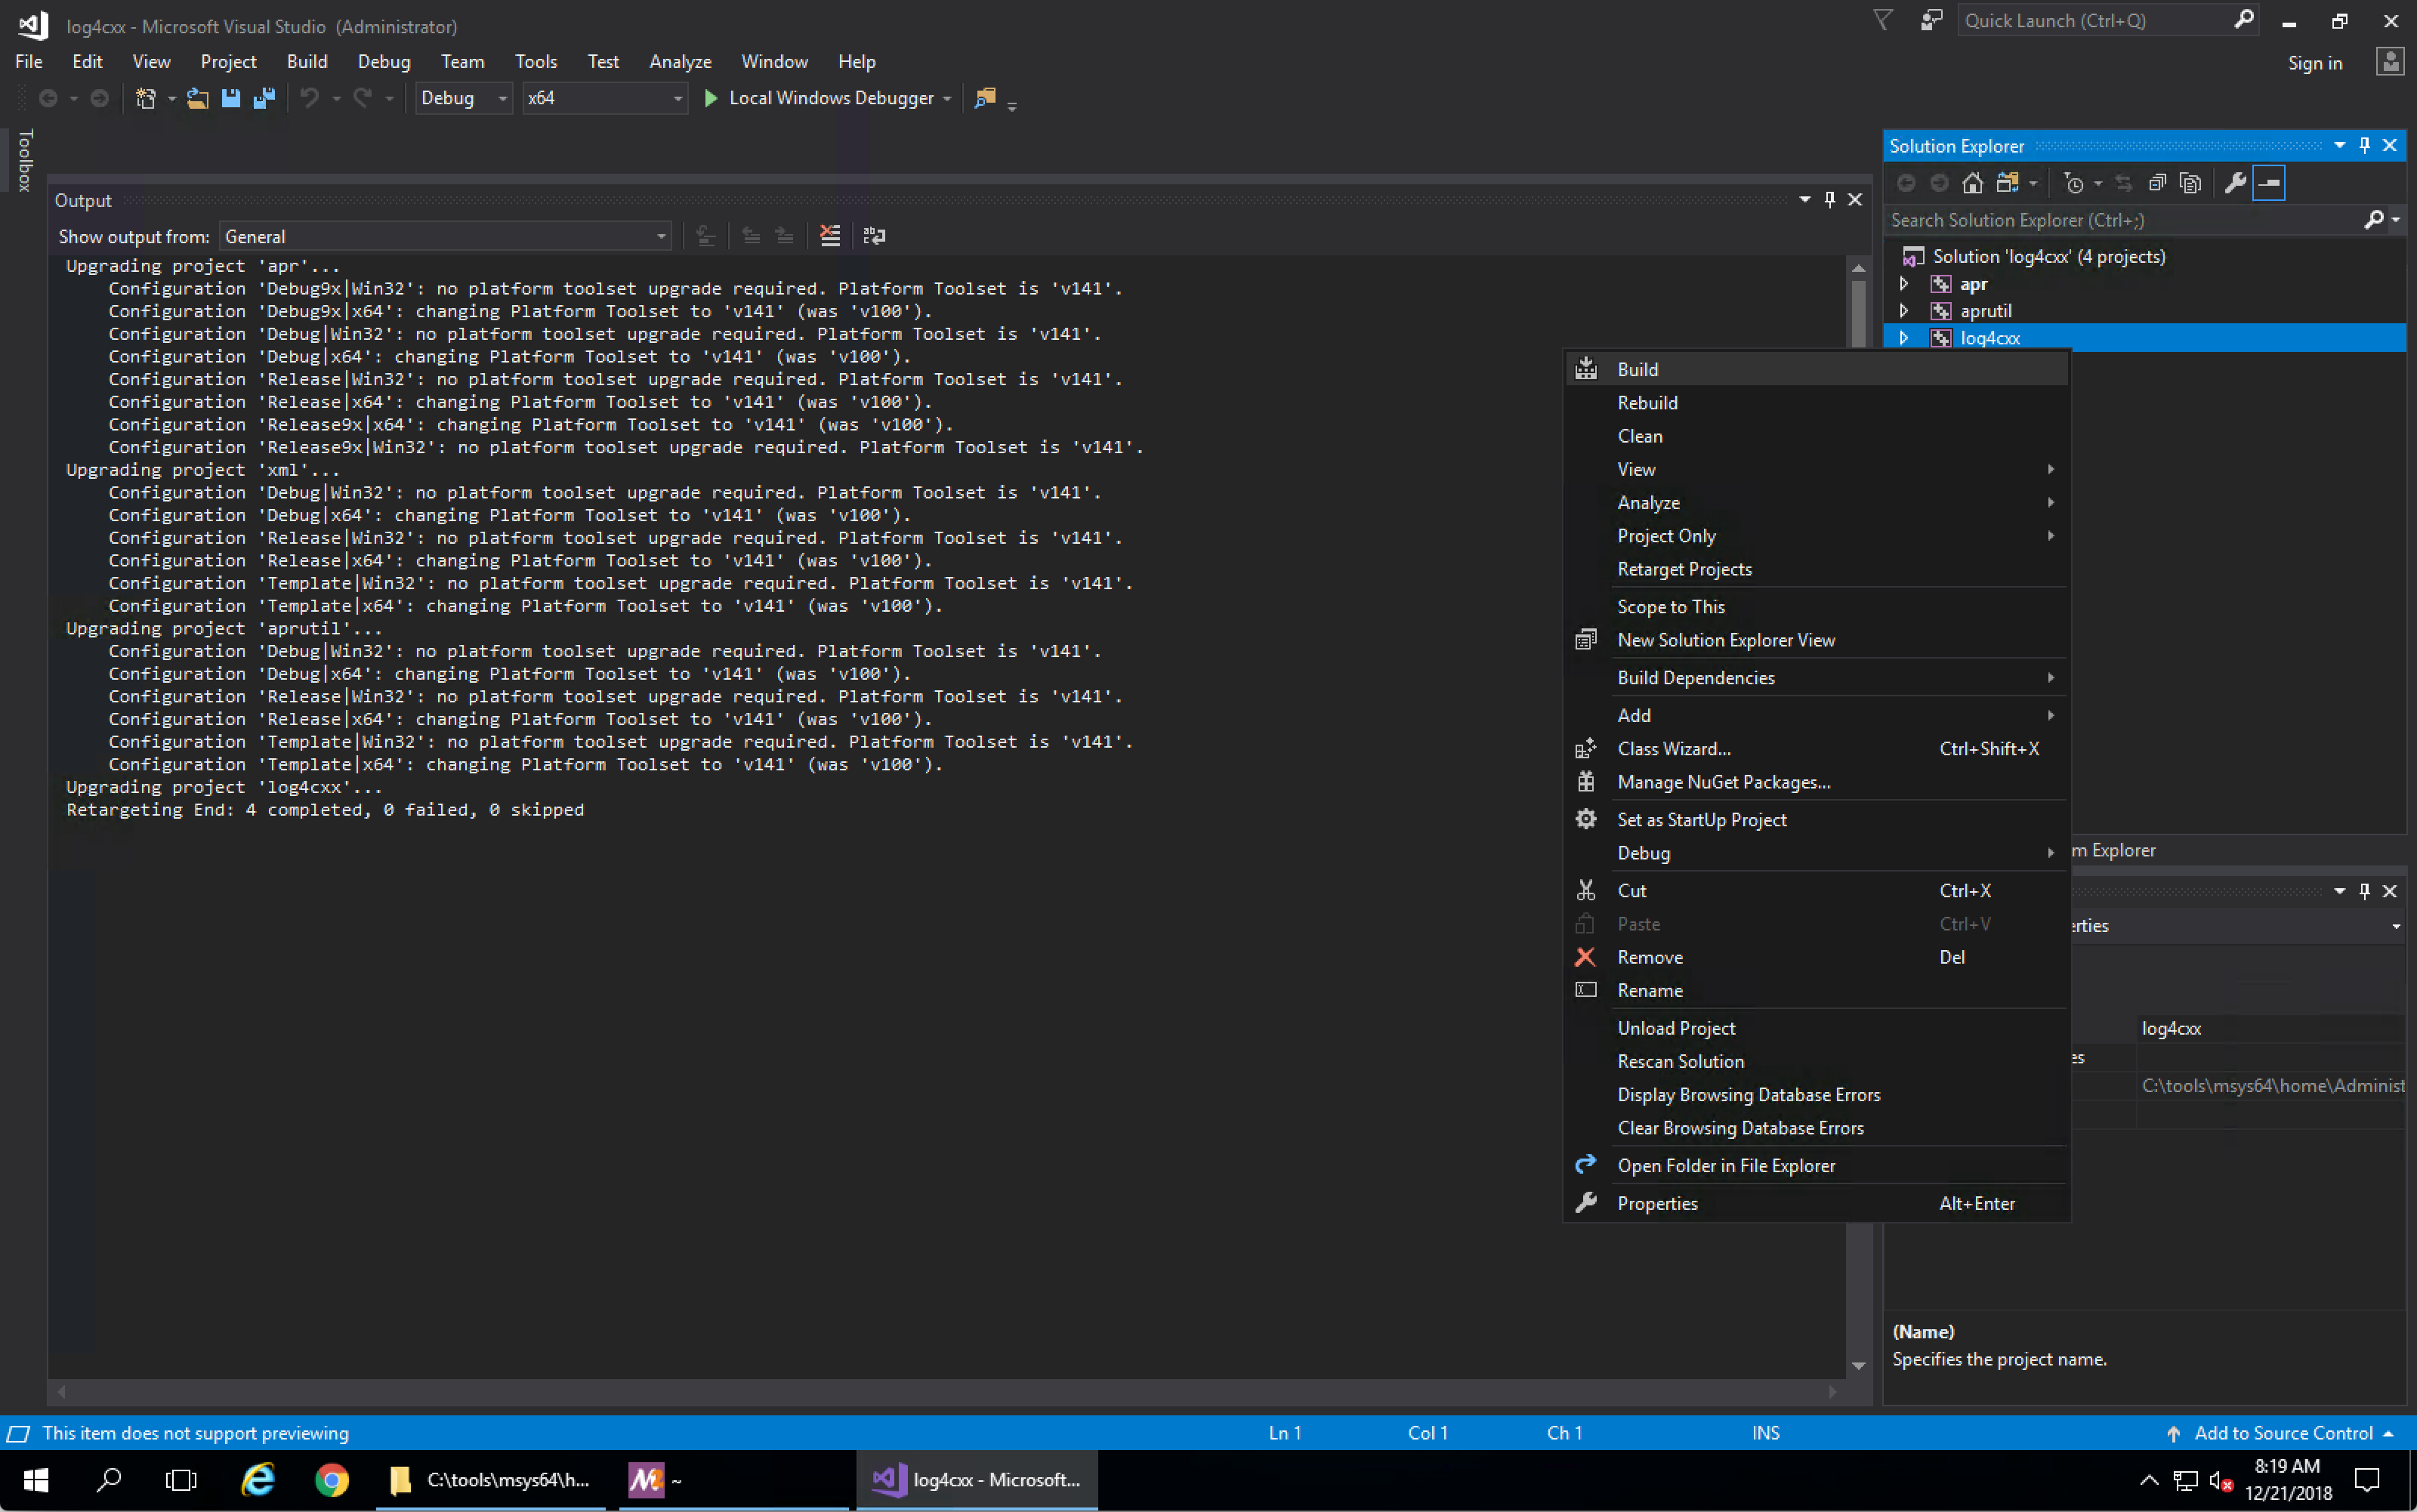 log4cxx - Microsoft Visual Studio (Administrator)
Quick Launch (Ctrl+Q)
File Edit View Project Build Debug Team Tools Test Analyze Window Help
Sign in
Debug x64 Local Windows Debugger
Toolbox
Output
Show output from: General
Upgrading project 'apr'...
Configuration 'Debug9x|Win32': no platform toolset upgrade required. Platform Toolset is 'v141'.
Configuration 'Debug9x|x64': changing Platform Toolset to 'v141' (was 'v100').
Configuration 'Debug|Win32': no platform toolset upgrade required. Platform Toolset is 'v141'.
Configuration 'Debug|x64': changing Platform Toolset to 'v141' (was 'v100').
Configuration 'Release|Win32': no platform toolset upgrade required. Platform Toolset is 'v141'.
Configuration 'Release|x64': changing Platform Toolset to 'v141' (was 'v100').
Configuration 'Release9x|x64': changing Platform Toolset to 'v141' (was 'v100').
Configuration 'Release9x|Win32': no platform toolset upgrade required. Platform Toolset is 'v141'.
Upgrading project 'xml'...
Configuration 'Debug|Win32': no platform toolset upgrade required. Platform Toolset is 'v141'.
Configuration 'Debug|x64': changing Platform Toolset to 'v141' (was 'v100').
Configuration 'Release|Win32': no platform toolset upgrade required. Platform Toolset is 'v141'.
Configuration 'Release|x64': changing Platform Toolset to 'v141' (was 'v100').
Configuration 'Template|Win32': no platform toolset upgrade required. Platform Toolset is 'v141'.
Configuration 'Template|x64': changing Platform Toolset to 'v141' (was 'v100').
Upgrading project 'aprutil'...
Configuration 'Debug|Win32': no platform toolset upgrade required. Platform Toolset is 'v141'.
Configuration 'Debug|x64': changing Platform Toolset to 'v141' (was 'v100').
Configuration 'Release|Win32': no platform toolset upgrade required. Platform Toolset is 'v141'.
Configuration 'Release|x64': changing Platform Toolset to 'v141' (was 'v100').
Configuration 'Template|Win32': no platform toolset upgrade required. Platform Toolset is 'v141'.
Configuration 'Template|x64': changing Platform Toolset to 'v141' (was 'v100').
Upgrading project 'log4cxx'...
Retargeting End: 4 completed, 0 failed, 0 skipped
Solution Explorer
Search Solution Explorer (Ctrl+;)
Solution 'log4cxx' (4 projects)
apr
aprutil
log4cxx
Build
Rebuild
Clean
View
Analyze
Project Only
Retarget Projects
Scope to This
New Solution Explorer View
Build Dependencies
Add
Class Wizard... Ctrl+Shift+X
Manage NuGet Packages...
Set as StartUp Project
Debug
Cut Ctrl+X
Paste Ctrl+V
Remove Del
Rename
Unload Project
Rescan Solution
Display Browsing Database Errors
Clear Browsing Database Errors
Open Folder in File Explorer
Properties Alt+Enter
m Explorer
erties
log4cxx
es
C:\tools\msys64\home\Administ
(Name)
Specifies the project name.
This item does not support previewing
Ln 1 Col 1 Ch 1 INS
Add to Source Control
C:\tools\msys64\h...
~
log4cxx - Microsoft...
8:19 AM
12/21/2018